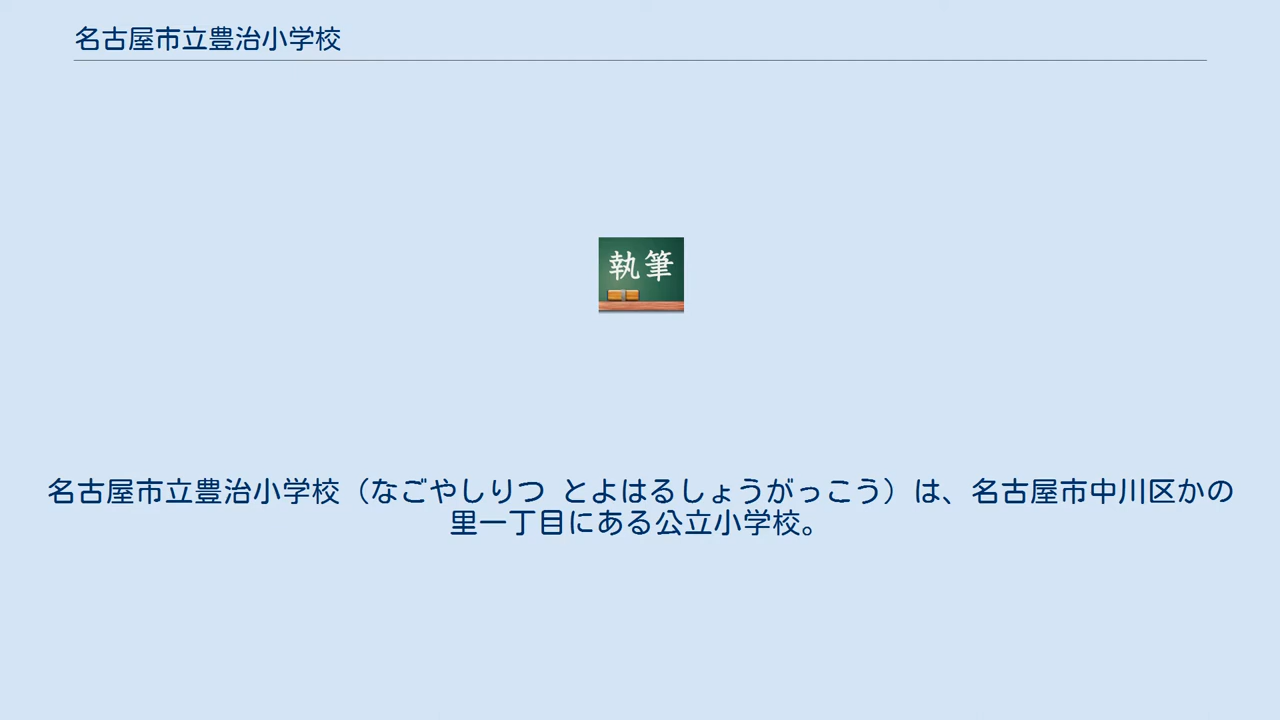 名古屋市立豊治小学校
執筆
名古屋市立豊治小学校（なごやしりつ とよはるしょうがっこう）は、名古屋市中川区かの
里一丁目にある公立小学校。